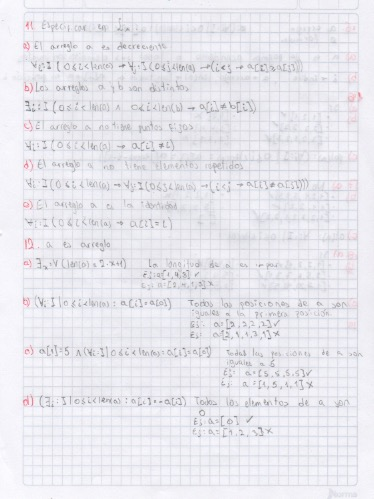 11. Especificar en
a) El arreglo a es decreciente
∀i:I (0≤i<len(a) → ∀j:I (0≤j<len(a) → (i<j → a[i]>a[j])))
b) Los arreglos a y b son distintos
∃i:I (0≤i<len(a) ∧ 0≤i<len(b) → a[i]≠b[i])
c) El arreglo a no tiene puntos fijos
∀i:I (0≤i<len(a) → a[i]≠i)
d) El arreglo a no tiene elementos repetidos
∀i:I (0≤i<len(a) → ∀j:I (0≤j<len(a) → (i<j → a[i]≠a[j])))
e) El arreglo a es la identidad
∀i:I (0≤i<len(a) → a[i]=i)
12. a es arreglo
a) ∃x:V (len(a)=2·x+1) La longitud de a es impar
Ej: a:[1,4,3] ✓
Ej: a:[2,4,1,3] ×
b) (∀i:I | 0≤i<len(a) : a[i]=a[0]) Todas las posiciones de a son
iguales a la primera posición
Ej: a=[2,2,2,2] ✓
Ej: a=[2,1,1,3,1] ×
c) a[1]=5 ∧ (∀i:I | 0≤i<len(a) : a[i]=a[0]) Todas las posiciones de a son
iguales a 5
Ej: a=[5,5,5,5] ✓
Ej: a=[1,5,1,1] ×
d) (∃i:I | 0≤i<len(a) : a[i]=-a[i]) Todos los elementos de a son
0
Ej: a=[0] ✓
Ej: a=[1,2,3] ×